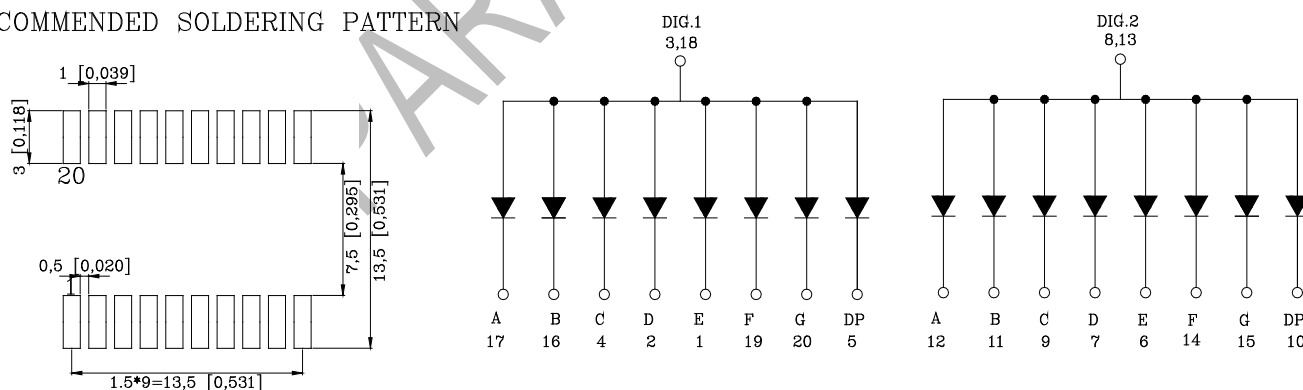 COMMENDED SOLDERING PATTERN
1 [0,039]
3 [0,118]
20
7,5 [0,295]
13,5 [0,531]
0,5 [0,020]
1
1.5*9=13,5 [0,531]
DIG.1
3,18
A B C D E F G DP
17 16 4 2 1 19 20 5
DIG.2
8,13
A B C D E F G DP
12 11 9 7 6 14 15 10
PARA